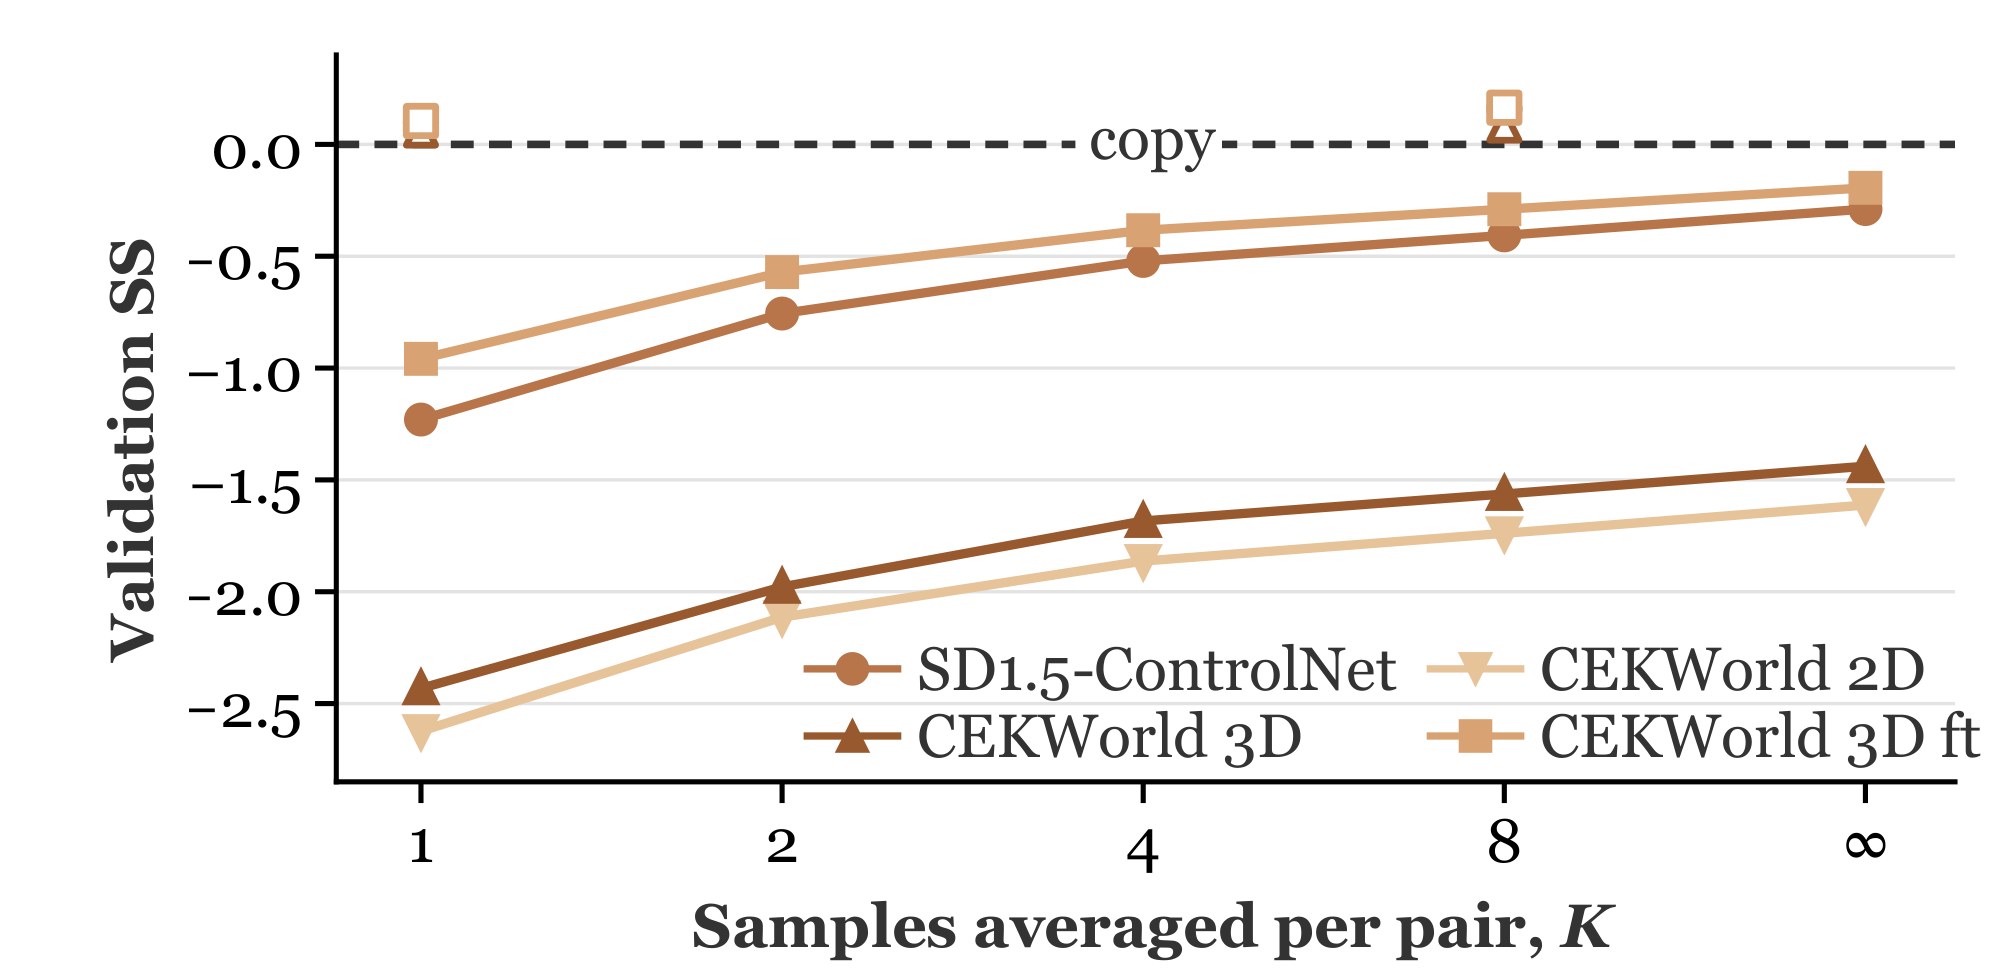 Validation SS
0.0
−0.5
−1.0
−1.5
−2.0
−2.5
copy
SD1.5-ControlNet
CEKWorld 2D
CEKWorld 3D
CEKWorld 3D ft
1 2 4 8 ∞
Samples averaged per pair, K